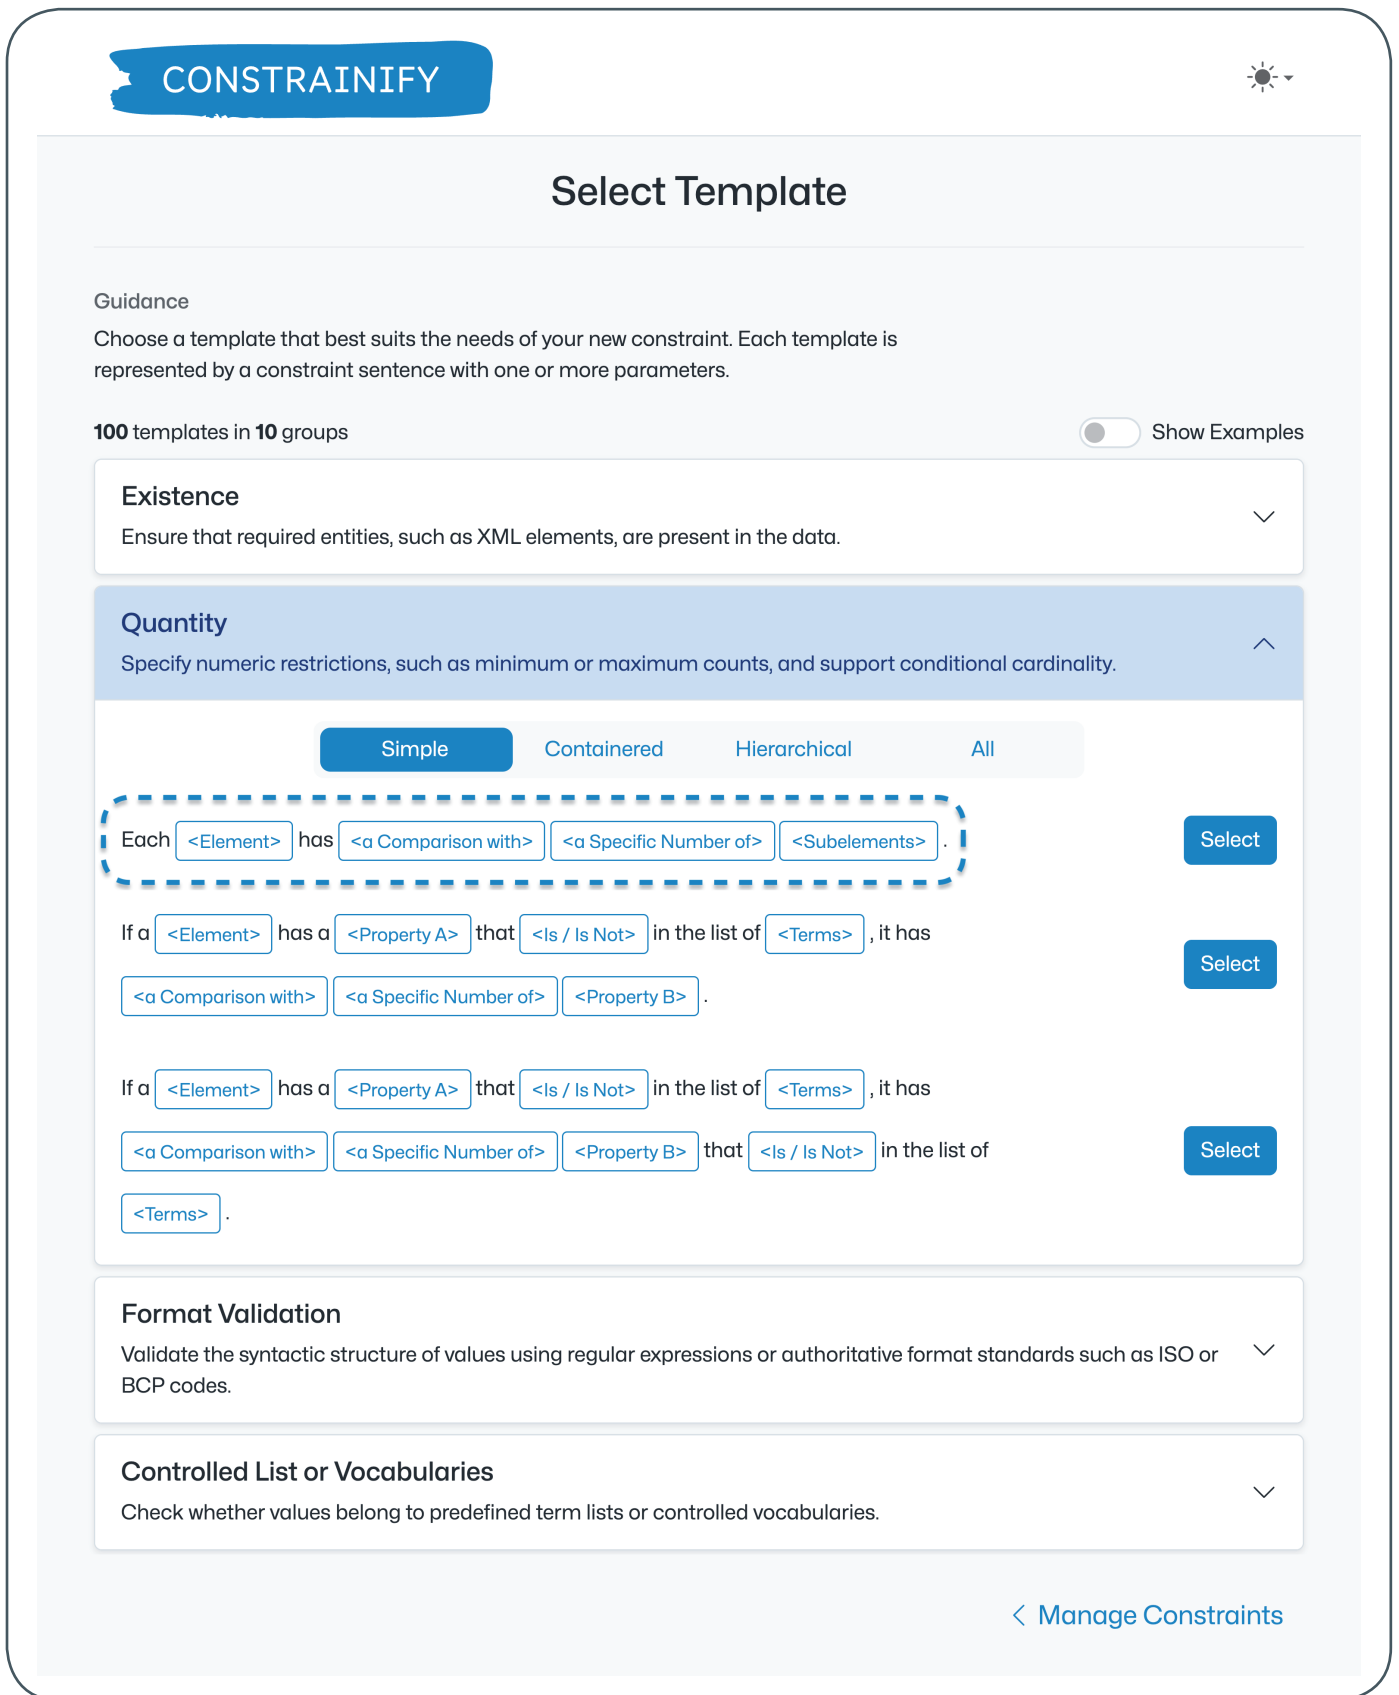 CONSTRAINIFY
Select Template
Guidance
Choose a template that best suits the needs of your new constraint. Each template is
represented by a constraint sentence with one or more parameters.
100 templates in 10 groups
Show Examples
Existence
Ensure that required entities, such as XML elements, are present in the data.
Quantity
Specify numeric restrictions, such as minimum or maximum counts, and support conditional cardinality.
Simple Containered Hierarchical All
Each <Element> has <a Comparison with> <a Specific Number of> <Subelements> .
Select
If a <Element> has a <Property A> that <Is / Is Not> in the list of <Terms> , it has
<a Comparison with> <a Specific Number of> <Property B> .
Select
If a <Element> has a <Property A> that <Is / Is Not> in the list of <Terms> , it has
<a Comparison with> <a Specific Number of> <Property B> that <Is / Is Not> in the list of
<Terms> .
Select
Format Validation
Validate the syntactic structure of values using regular expressions or authoritative format standards such as ISO or
BCP codes.
Controlled List or Vocabularies
Check whether values belong to predefined term lists or controlled vocabularies.
Manage Constraints